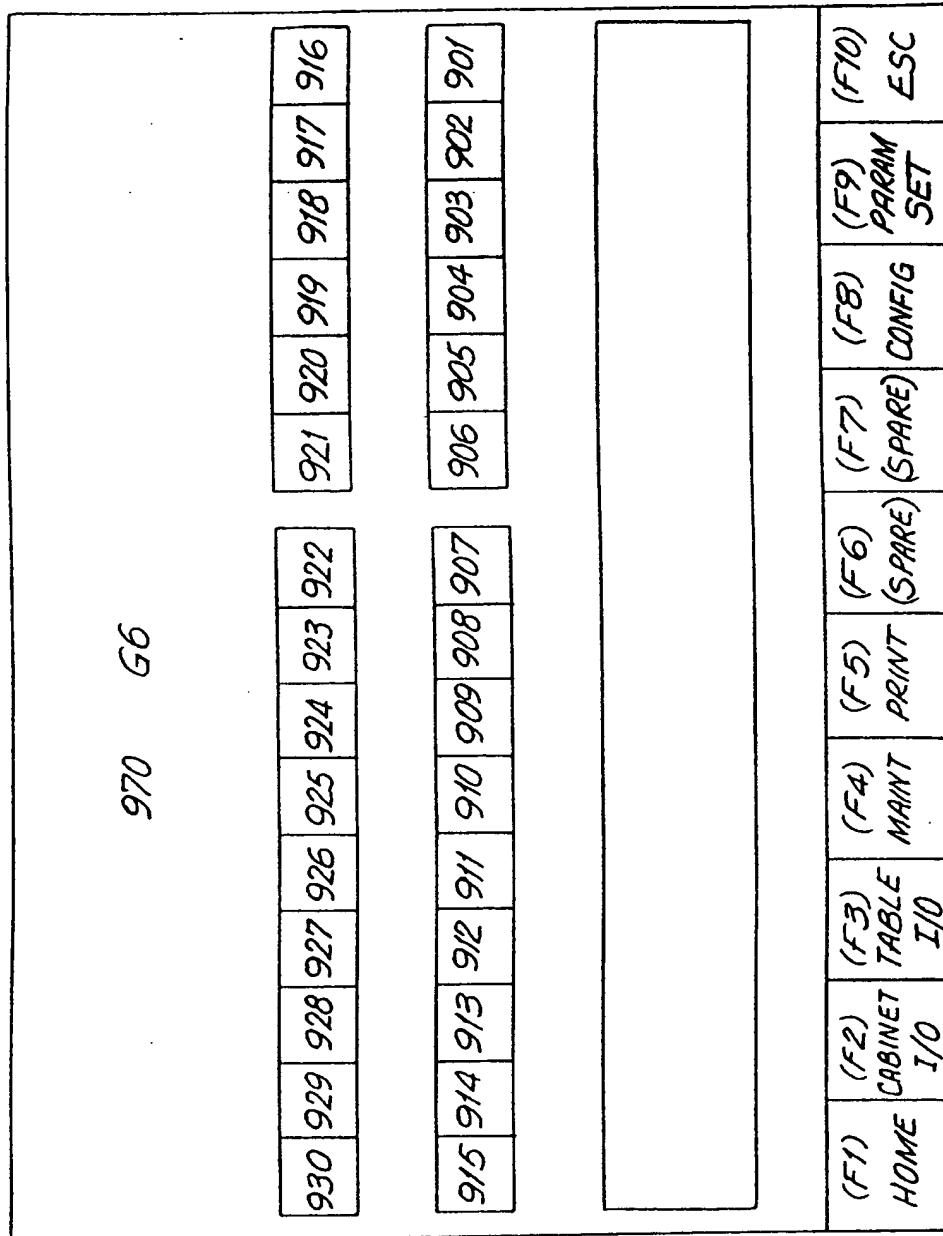 970 G6
930 929 928 927 926 925 924 923 922 921 920 919 918 917 916
915 914 913 912 911 910 909 908 907 906 905 904 903 902 901
(F1) (F2) (F3) (F4) (F5) (F6) (F7) (F8) (F9) (F10)
HOME CABINET TABLE MAINT PRINT (SPARE) (SPARE) CONFIG PARAM ESC
I/O I/O SET